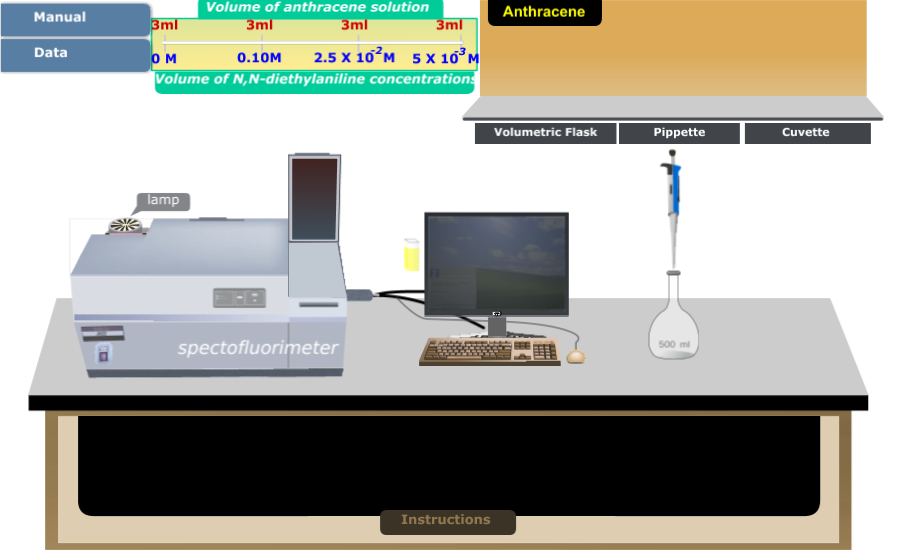 Manual
Data
Volume of anthracene solution
3ml 3ml 3ml 3ml
0 M 0.10M 2.5 X 10-2 M 5 X 10-3 M
Volume of N,N-diethylaniline concentrations
Anthracene
Volumetric Flask
Pippette
Cuvette
lamp
spectofluorimeter
500 ml
Instructions